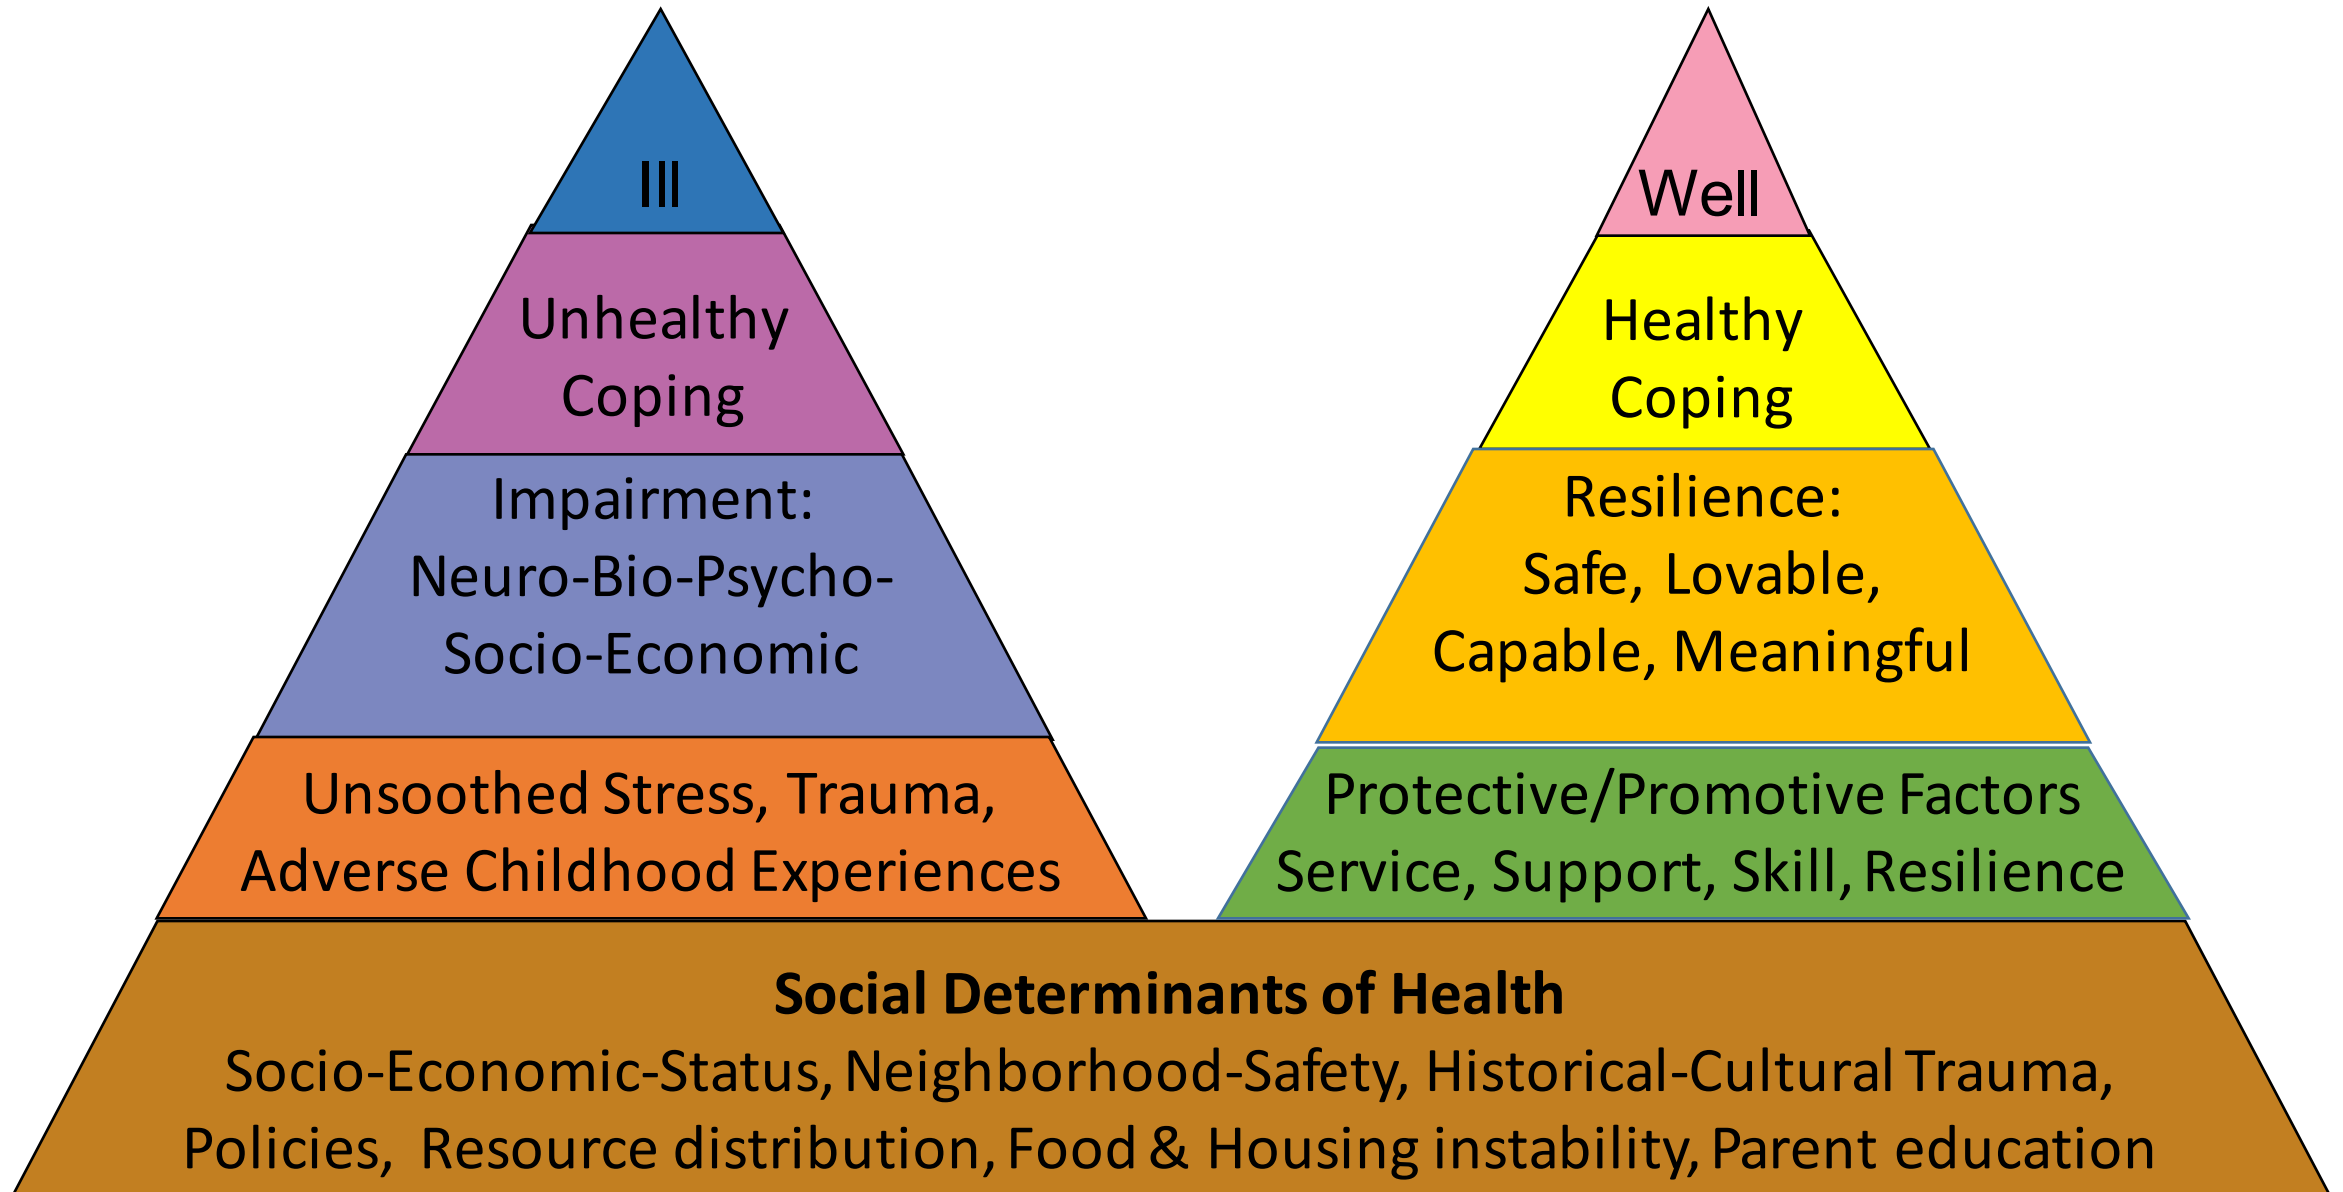 Ill
Unhealthy
Coping
Impairment:
Neuro-Bio-Psycho-
Socio-Economic
Unsoothed Stress, Trauma,
Adverse Childhood Experiences
Well
Healthy
Coping
Resilience:
Safe, Lovable,
Capable, Meaningful
Protective/Promotive Factors
Service, Support, Skill, Resilience
Social Determinants of Health
Socio-Economic-Status, Neighborhood-Safety, Historical-Cultural Trauma,
Policies, Resource distribution, Food & Housing instability, Parent education